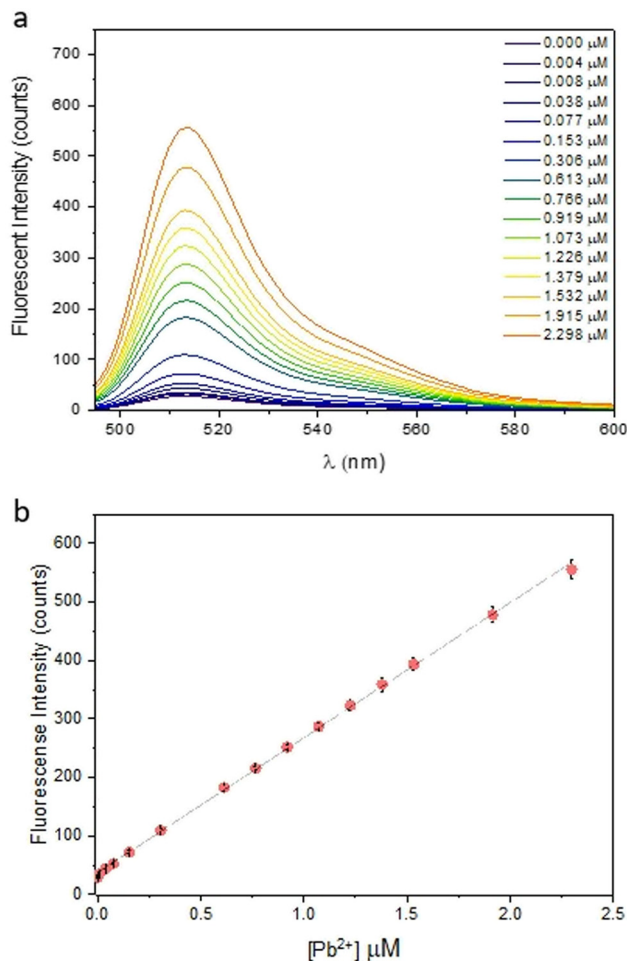 a
Fluorescent Intensity (counts)
700
600
500
400
300
200
100
0
500
520
540
560
580
600
λ (nm)
0.000 µM
0.004 µM
0.008 µM
0.038 µM
0.077 µM
0.153 µM
0.306 µM
0.613 µM
0.766 µM
0.919 µM
1.073 µM
1.226 µM
1.379 µM
1.532 µM
1.915 µM
2.298 µM
b
Fluorescense Intensity (counts)
600
500
400
300
200
100
0
0.0
0.5
1.0
1.5
2.0
2.5
[Pb²⁺] µM